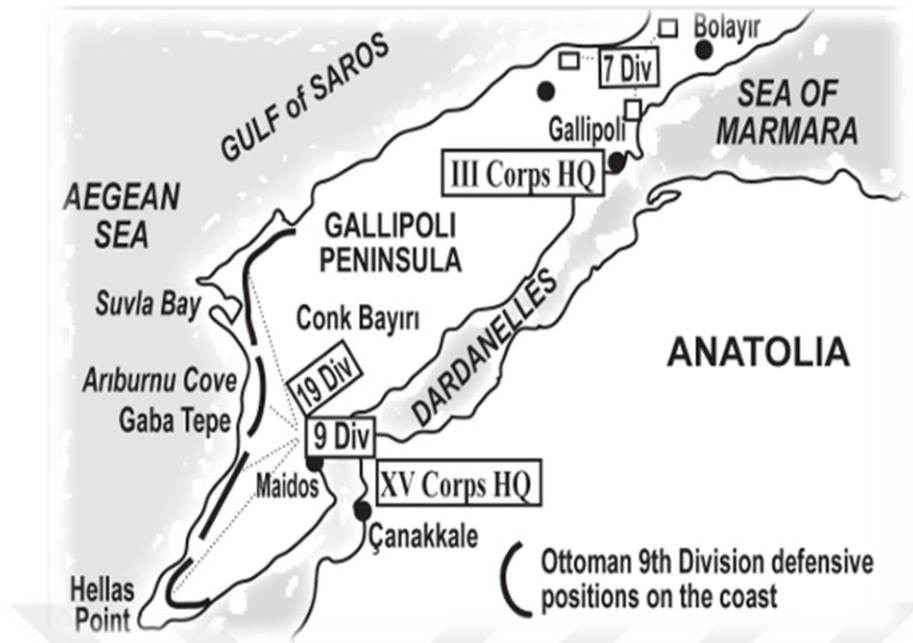 Bolayır
7 Div
GULF of SAROS
SEA OF
MARMARA
Gallipoli
III Corps HQ
AEGEAN
SEA
GALLIPOLI
PENINSULA
Suvla Bay
Conk Bayırı
DARDANELLES
ANATOLIA
Arıburnu Cove
19 Div
Gaba Tepe
9 Div
Maidos
XV Corps HQ
Çanakkale
Hellas
Point
Ottoman 9th Division defensive
positions on the coast